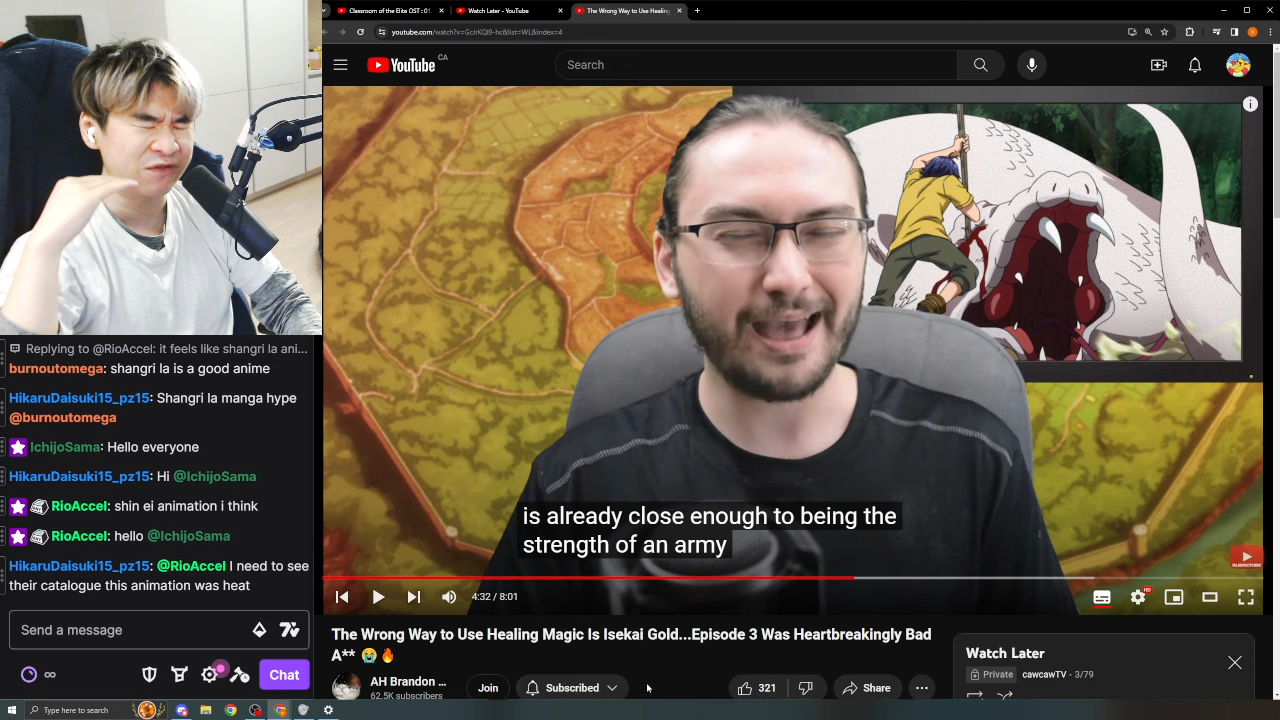 Classroom of the Elite OST : 01.
Watch Later - YouTube
The Wrong Way to Use Healing
youtube.com/watch?v=GcJrKQl9-hc&list=WL&index=4
YouTube CA
Search
is already close enough to being the
strength of an army
SUBSCRIBE
4:32 / 8:01
HD
The Wrong Way to Use Healing Magic Is Isekai Gold...Episode 3 Was Heartbreakingly Bad
A** 😭🔥
AH Brandon ...
62.5K subscribers
Join
Subscribed
321
Share
Watch Later
Private
cawcawTV - 3/79
Replying to @RioAccel: it feels like shangri la ani...
burnoutomega: shangri la is a good anime
HikaruDaisuki15_pz15: Shangri la manga hype
@burnoutomega
IchijoSama: Hello everyone
HikaruDaisuki15_pz15: Hi @IchijoSama
RioAccel: shin ei animation i think
RioAccel: hello @IchijoSama
HikaruDaisuki15_pz15: @RioAccel I need to see
their catalogue this animation was heat
Send a message
Chat
Type here to search